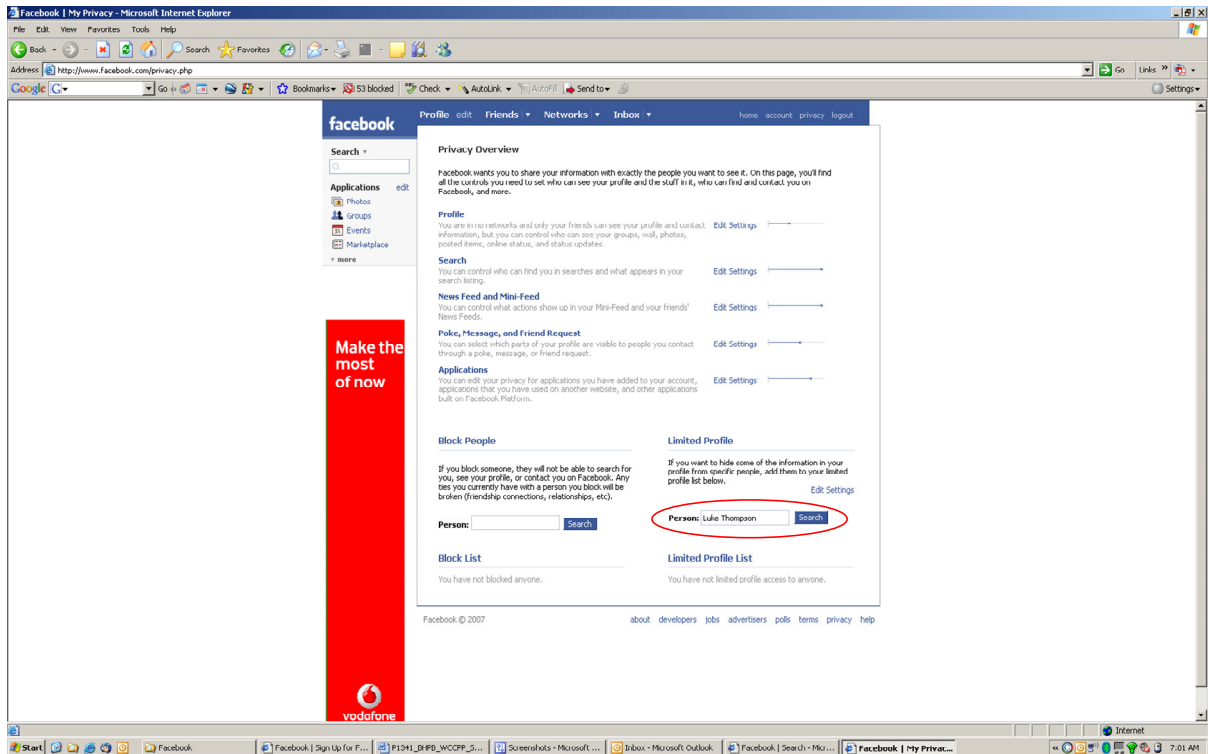 Facebook | My Privacy - Microsoft Internet Explorer
File Edit View Favorites Tools Help
Back Search Favorites
Address http://www.facebook.com/privacy.php Go Links »
Google G Go Bookmarks 53 blocked Check AutoLink AutoFill Send to Settings
facebook
Profile edit Friends Networks Inbox home account privacy logout
Search
Applications edit
Photos
Groups
31 Events
Marketplace
more
Privacy Overview
Facebook wants you to share your information with exactly the people you want to see it. On this page, you'll find
all the controls you need to set who can see your profile and the stuff in it, who can find and contact you on
Facebook, and more.
Profile
You are in no networks and only your friends can see your profile and contact Edit Settings
information, but you can control who can see your groups, wall, photos,
posted items, online status, and status updates.
Search
You can control who can find you in searches and what appears in your Edit Settings
search listing.
News Feed and Mini-Feed
You can control what actions show up in your Mini-Feed and your friends' Edit Settings
News Feeds.
Poke, Message, and Friend Request
You can select which parts of your profile are visible to people you contact Edit Settings
through a poke, message, or friend request.
Applications
You can edit your privacy for applications you have added to your account, Edit Settings
applications that you have used on another website, and other applications
built on Facebook Platform.
Make the
most
of now
vodafone
Block People
If you block someone, they will not be able to search for
you, see your profile, or contact you on Facebook. Any
ties you currently have with a person you block will be
broken (friendship connections, relationships, etc).
Person: Search
Block List
You have not blocked anyone.
Limited Profile
If you want to hide some of the information in your
profile from specific people, add them to your limited
profile list below.
Edit Settings
Person: Luke Thompson Search
Limited Profile List
You have not limited profile access to anyone.
Facebook © 2007 about developers jobs advertisers polls terms privacy help
Internet
Start Facebook Facebook | Sign Up for F... P1341_BHPB_WCCPP_S... Screenshots - Microsoft ... Inbox - Microsoft Outlook Facebook | Search - Micr... Facebook | My Privac... « 7:01 AM